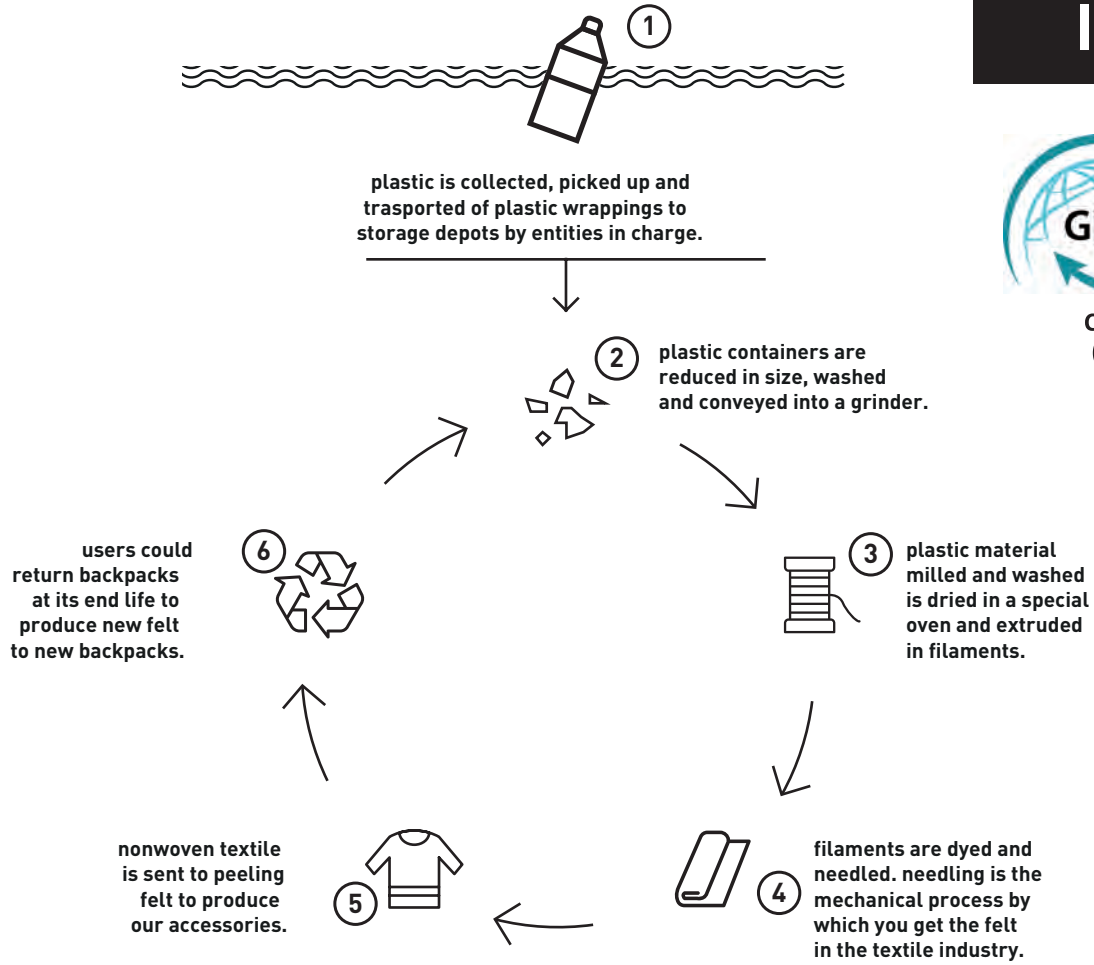 1
plastic is collected, picked up and
trasported of plastic wrappings to
storage depots by entities in charge.
2
plastic containers are
reduced in size, washed
and conveyed into a grinder.
3
plastic material
milled and washed
is dried in a special
oven and extruded
in filaments.
4
filaments are dyed and
needled. needling is the
mechanical process by
which you get the felt
in the textile industry.
5
nonwoven textile
is sent to peeling
felt to produce
our accessories.
6
users could
return backpacks
at its end life to
produce new felt
to new backpacks.